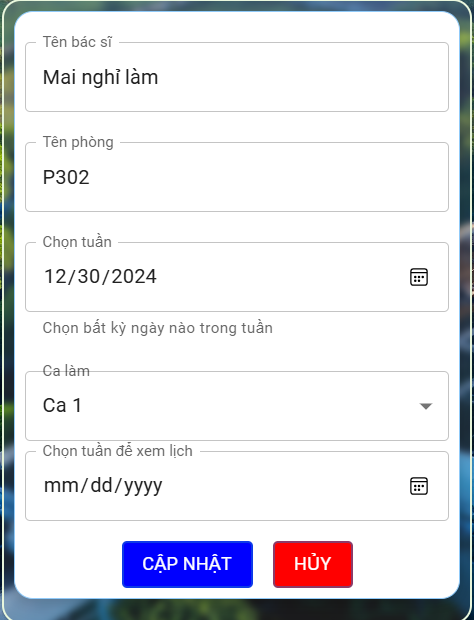 Tên bác sĩ
Mai nghỉ làm
Tên phòng
P302
Chọn tuần
12/30/2024
Chọn bất kỳ ngày nào trong tuần
Ca làm
Ca 1
Chọn tuần để xem lịch
mm/dd/yyyy
CẬP NHẬT HỦY